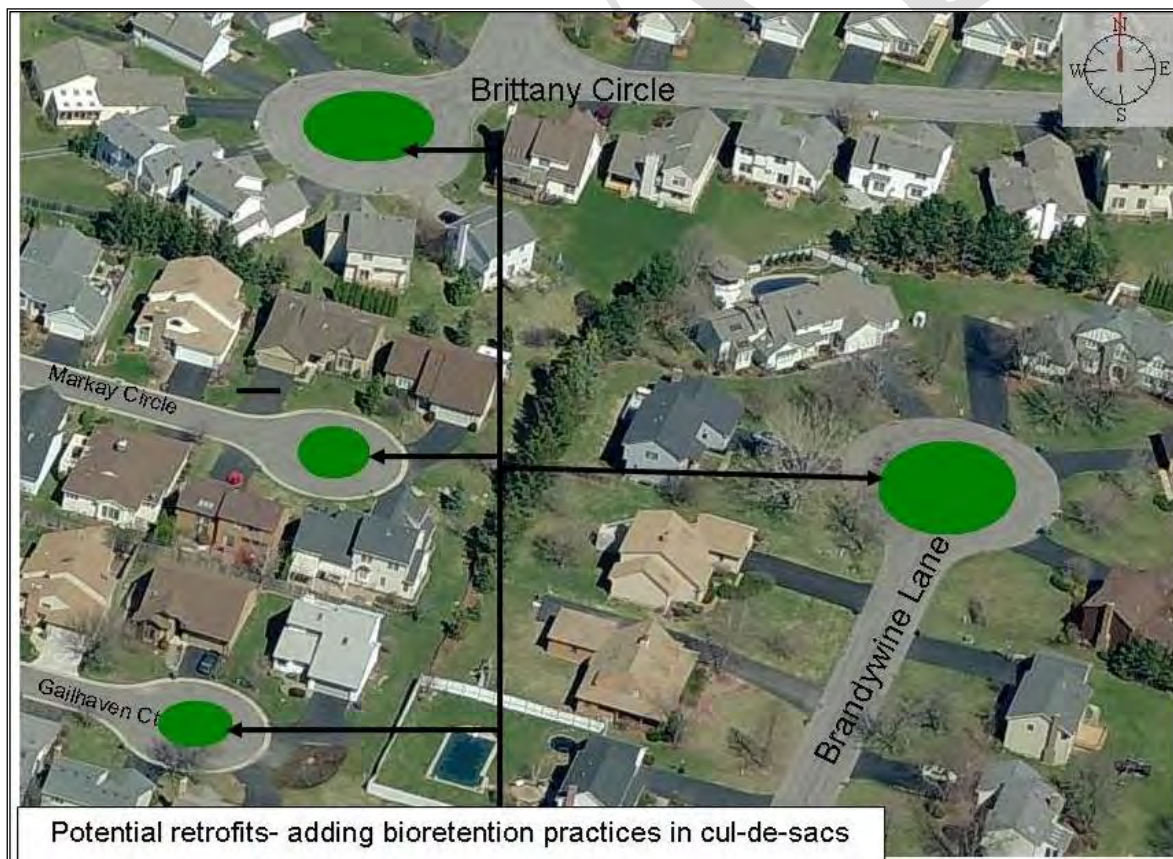 N
W E
S
Brittany Circle
Markay Circle
Brandywine Lane
Gailhaven Ct
Potential retrofits- adding bioretention practices in cul-de-sacs